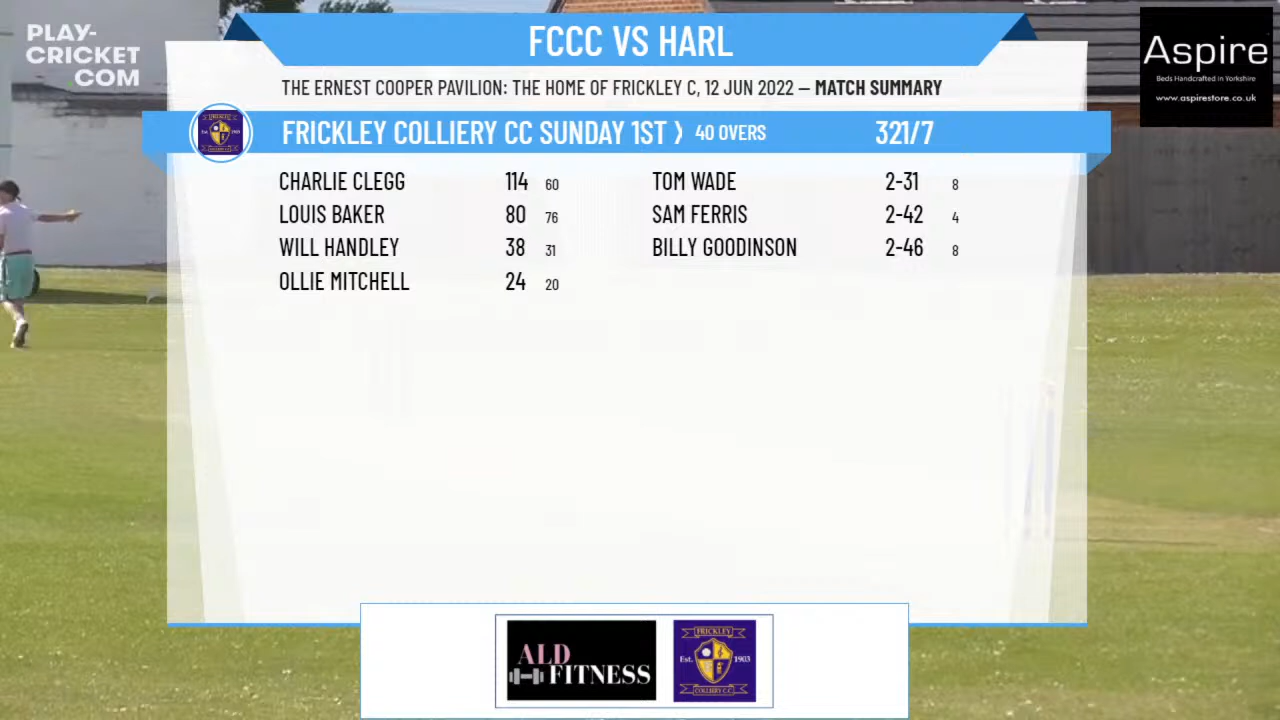 PLAY-
CRICKET
COM
FCCC VS HARL
Aspire
Beds Handcrafted in Yorkshire
www.aspirestore.co.uk
THE ERNEST COOPER PAVILION: THE HOME OF FRICKLEY C, 12 JUN 2022 – MATCH SUMMARY
FRICKLEY COLLIERY CC SUNDAY 1ST 40 OVERS 321/7
CHARLIE CLEGG 114 60 TOM WADE 2-31 8
LOUIS BAKER 80 76 SAM FERRIS 2-42 4
WILL HANDLEY 38 31 BILLY GOODINSON 2-46 8
OLLIE MITCHELL 24 20
ALD
FITNESS
FRICKLEY
Est. 1903
COLLIERY C.C